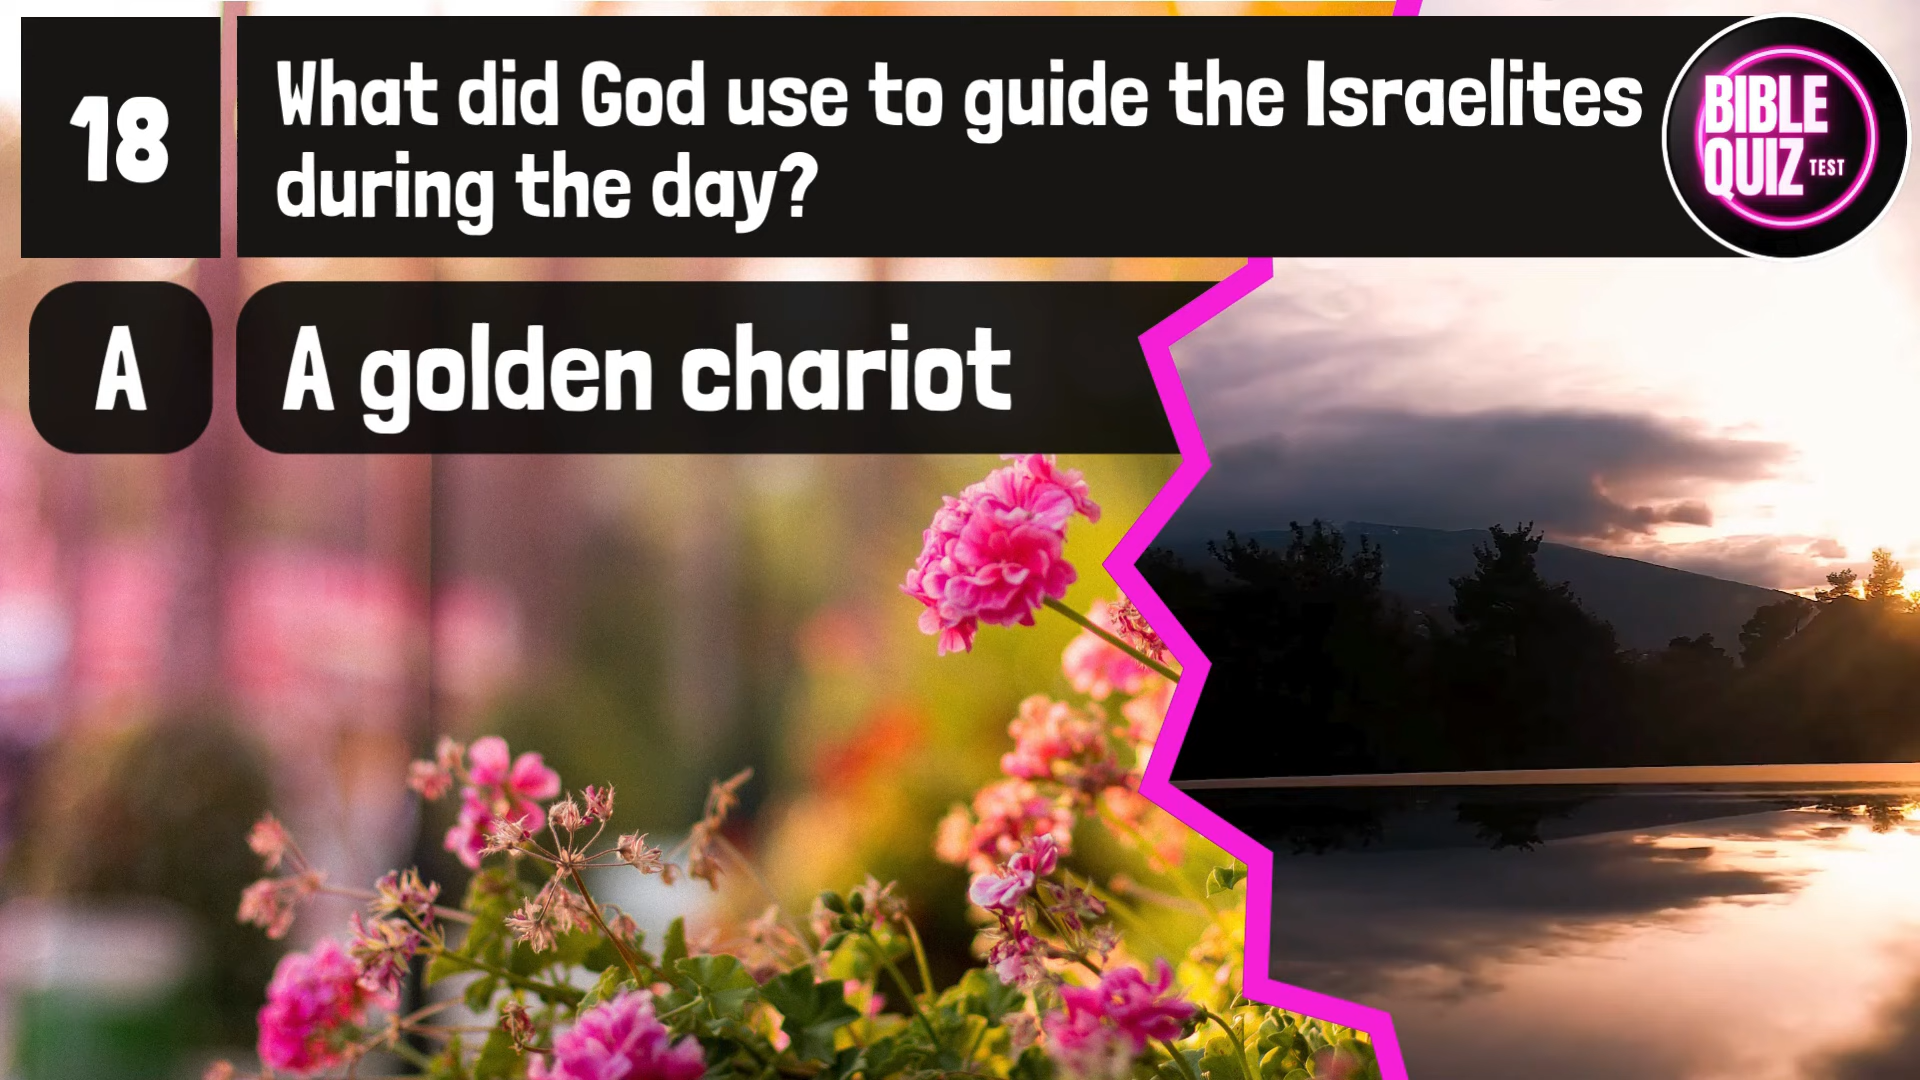 18
What did God use to guide the Israelites
during the day?
BIBLE
QUIZ TEST
A
A golden chariot